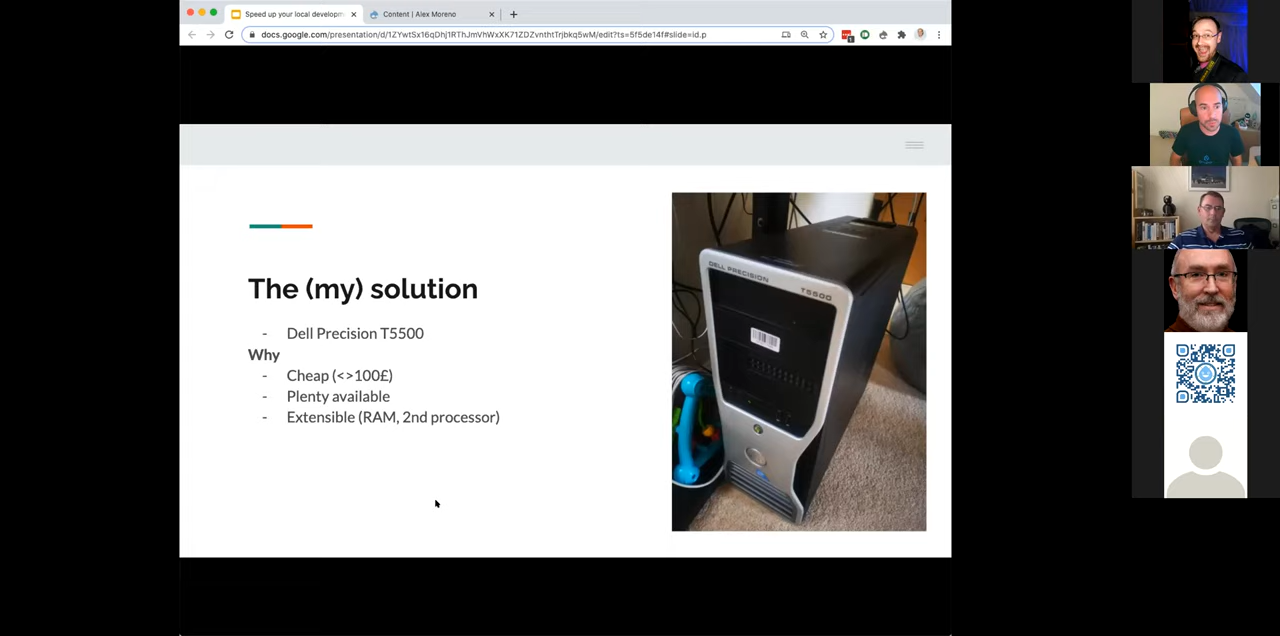 Speed up your local developm
Content | Alex Moreno
docs.google.com/presentation/d/1ZYwtSx16qDhj1RThJmVhWxXK71ZDZvnthtTrjbkq5wM/edit?ts=5f5de14f#slide=id.p
The (my) solution
- Dell Precision T5500
Why
- Cheap (<>100£)
- Plenty available
- Extensible (RAM, 2nd processor)
DELL PRECISION
T5500